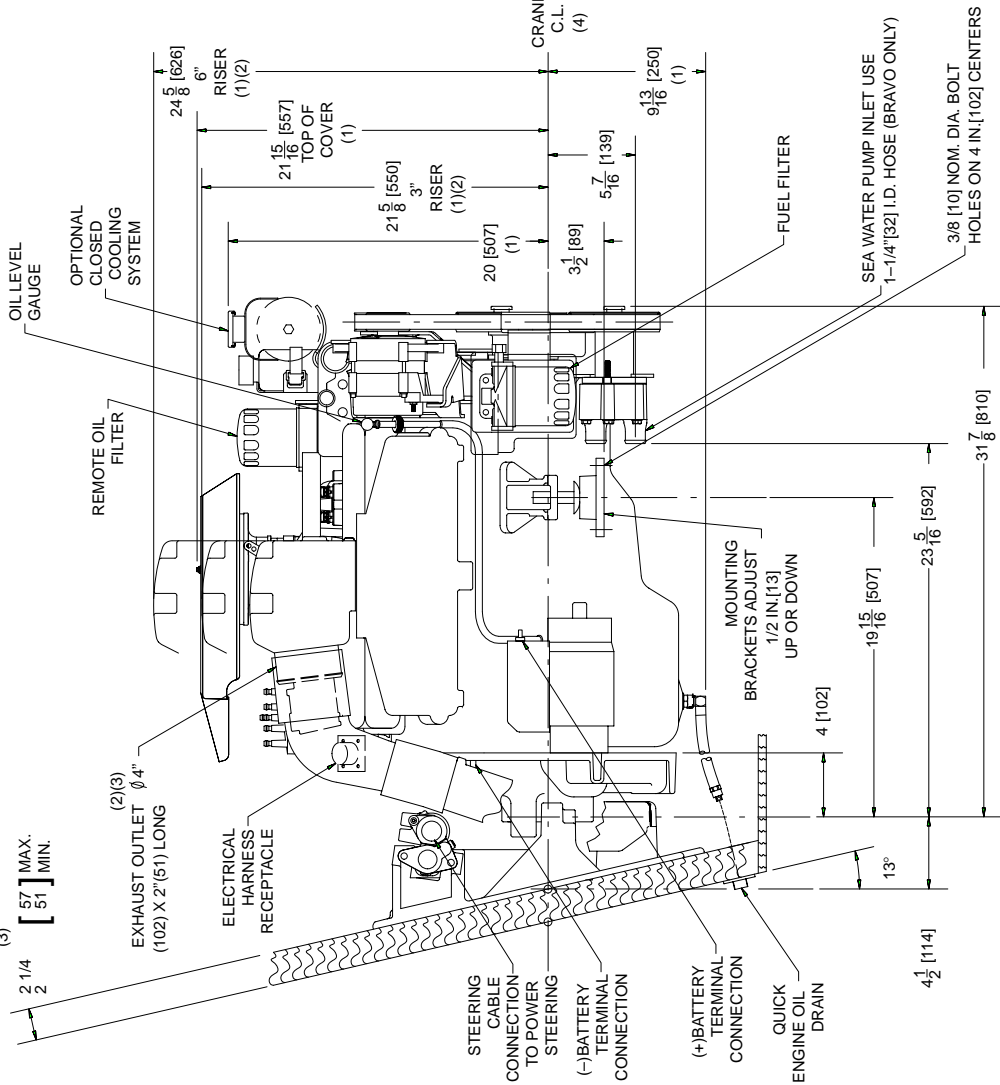 (3)
2 1/4
2
[ 57 ] MAX.
[ 51 ] MIN.
(2)(3)
EXHAUST OUTLET Ø 4"
(102) X 2"(51) LONG
ELECTRICAL
HARNESS
RECEPTACLE
STEERING
CABLE
CONNECTION
TO POWER
STEERING
(–)BATTERY
TERMINAL
CONNECTION
(+)BATTERY
TERMINAL
CONNECTION
QUICK
ENGINE OIL
DRAIN
REMOTE OIL
FILTER
OIL LEVEL
GAUGE
OPTIONAL
CLOSED
COOLING
SYSTEM
24 5/8 [626]
6"
RISER
(1)(2)
21 15/16 [557]
TOP OF
COVER
(1)
21 5/8 [550]
3"
RISER
(1)(2)
20 [507]
(1)
C.L.
(4)
9 13/16 [250]
(1)
5 7/16 [139]
3 1/2 [89]
FUEL FILTER
SEA WATER PUMP INLET USE
1–1/4"[32] I.D. HOSE (BRAVO ONLY)
3/8 [10] NOM. DIA. BOLT
HOLES ON 4 IN.[102] CENTERS
MOUNTING
BRACKETS ADJUST
1/2 IN.[13]
UP OR DOWN
4 [102]
19 15/16 [507]
23 5/16 [592]
31 7/8 [810]
13°
4 1/2 [114]